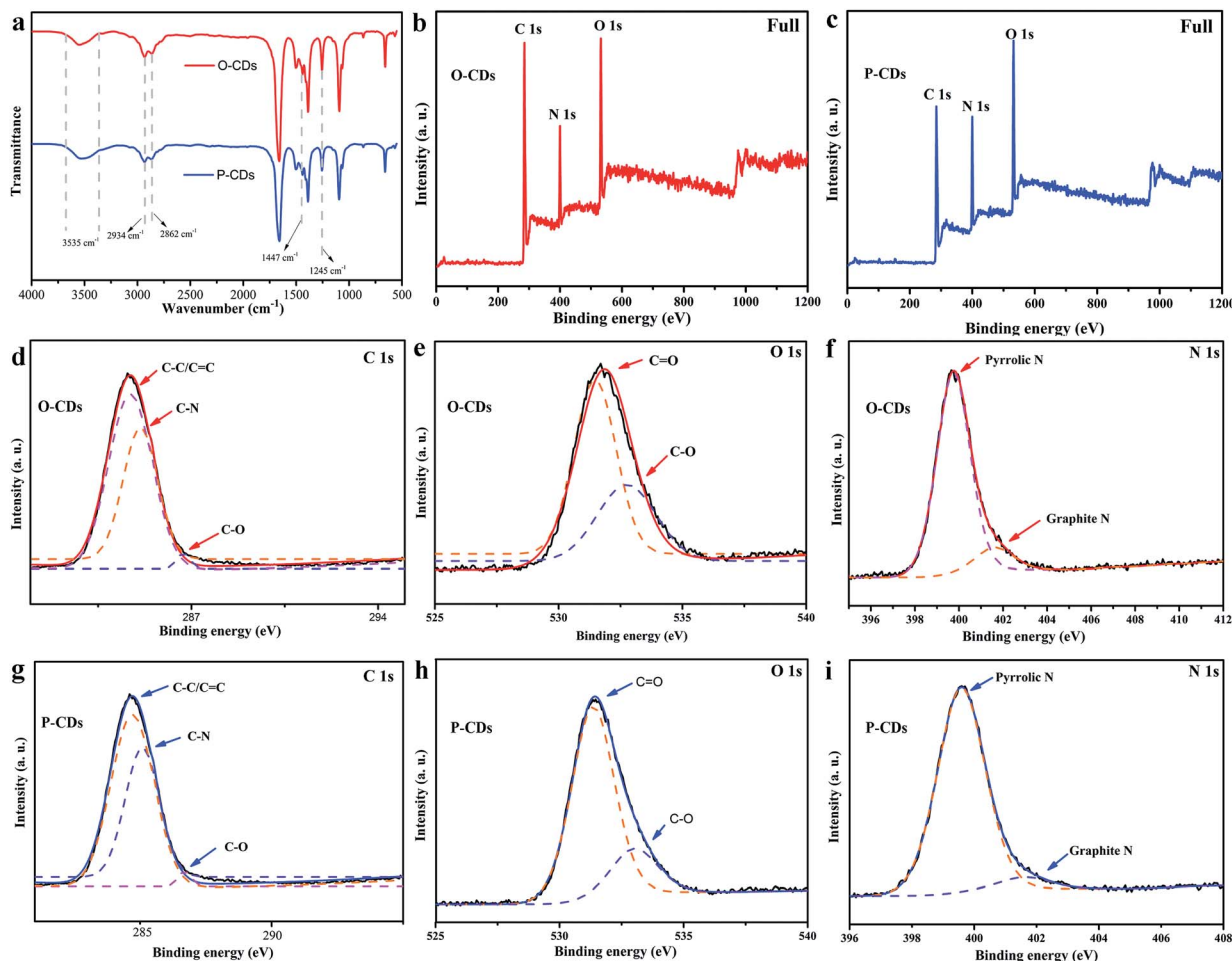 a
O-CDs
P-CDs
3535 cm⁻¹
2934 cm⁻¹
2862 cm⁻¹
1447 cm⁻¹
1245 cm⁻¹
Transmittance
4000 3500 3000 2500 2000 1500 1000 500
Wavenumber (cm⁻¹)
b
Full
C 1s
O 1s
O-CDs
N 1s
Intensity (a. u.)
0 200 400 600 800 1000 1200
Binding energy (eV)
c
Full
O 1s
P-CDs
C 1s
N 1s
Intensity (a. u.)
0 200 400 600 800 1000 1200
Binding energy (eV)
d
C 1s
C-C/C=C
O-CDs
C-N
C-O
Intensity (a. u.)
287 294
Binding energy (eV)
e
O 1s
C=O
O-CDs
C-O
Intensity (a. u.)
525 530 535 540
Binding energy (eV)
f
N 1s
Pyrrolic N
O-CDs
Graphite N
Intensity (a. u.)
396 398 400 402 404 406 408 410 412
Binding energy (eV)
g
C 1s
C-C/C=C
P-CDs
C-N
C-O
Intensity (a. u.)
285 290
Binding energy (eV)
h
O 1s
C=O
P-CDs
C-O
Intensity (a. u.)
525 530 535 540
Binding energy (eV)
i
N 1s
Pyrrolic N
P-CDs
Graphite N
Intensity (a. u.)
396 398 400 402 404 406 408
Binding energy (eV)